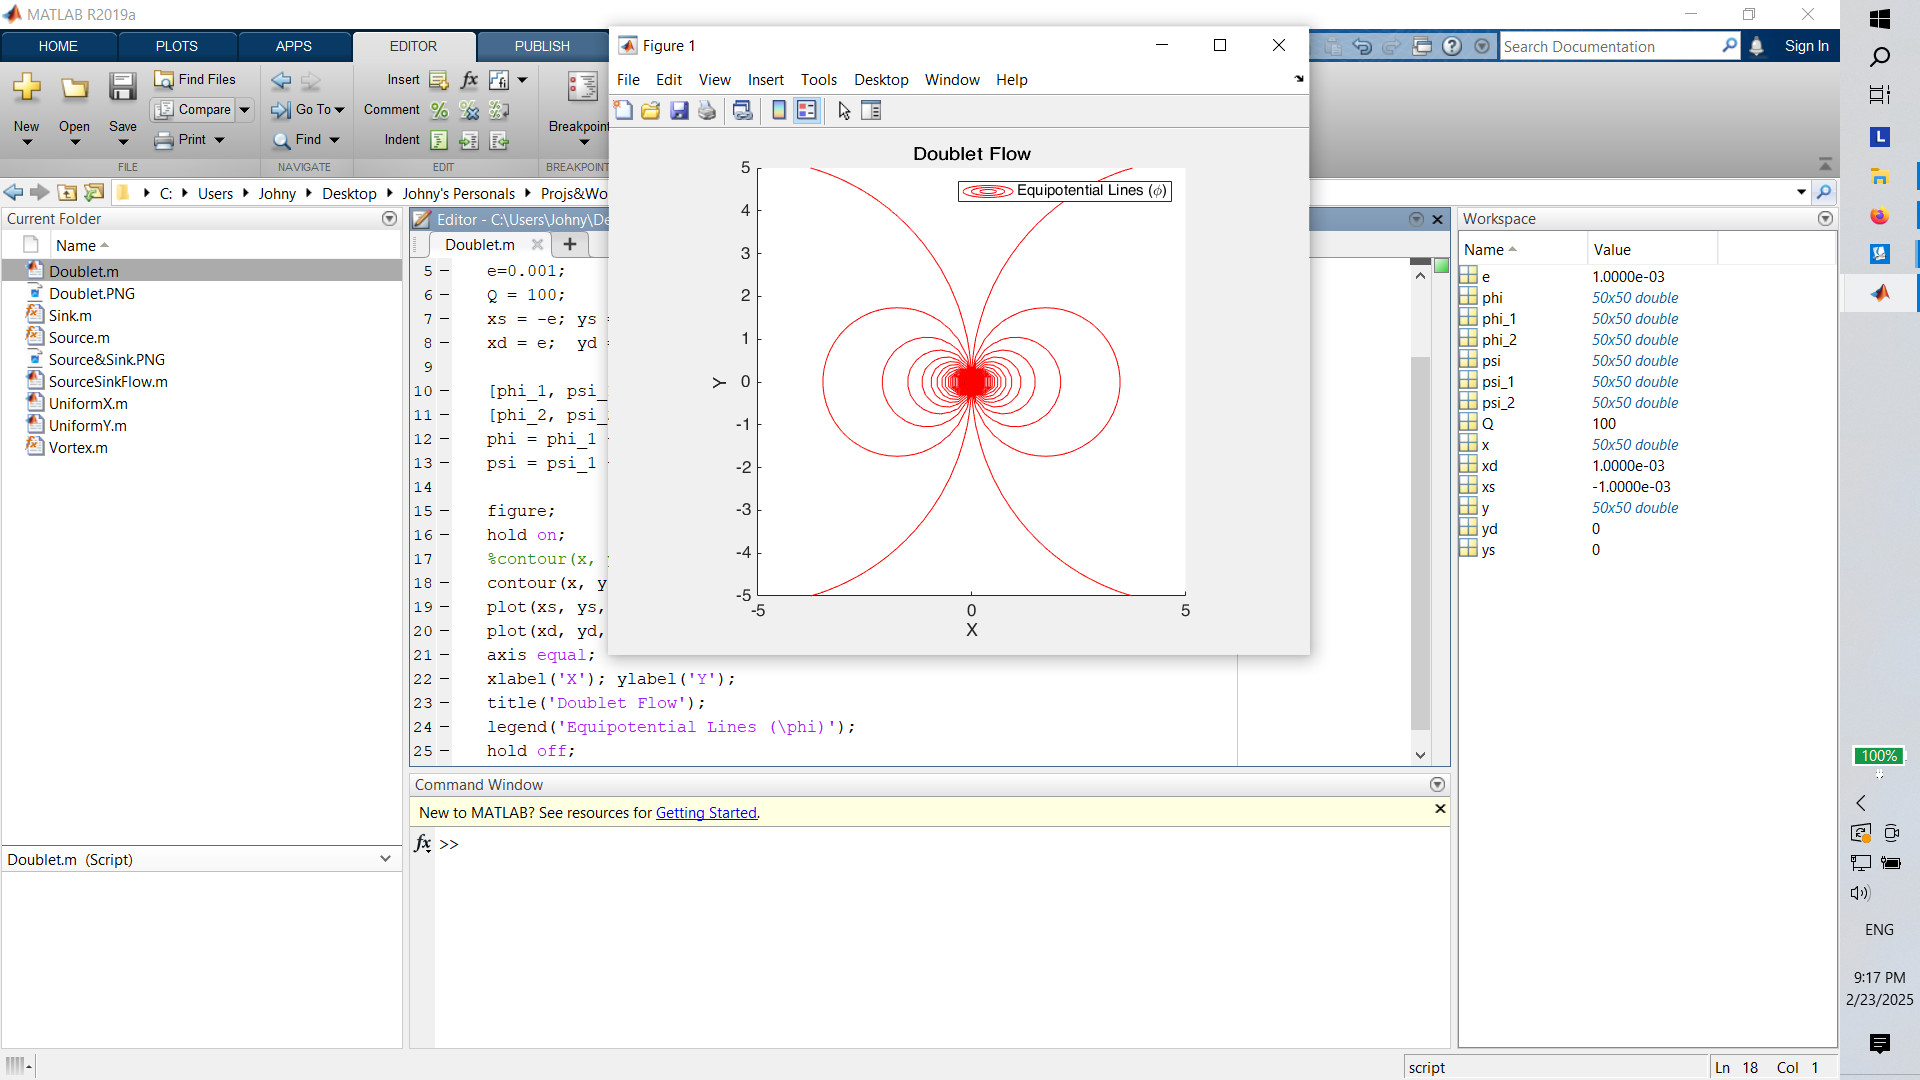 MATLAB R2019a
HOME PLOTS APPS EDITOR PUBLISH
Search Documentation
Sign In
New
Open
Save
Find Files
Compare
Print
FILE
Go To
Find
NAVIGATE
Insert
Comment
Indent
EDIT
Breakpoint
BREAKPOINT
C: Users Johny Desktop Johny's Personals Projs&Wo
Current Folder
Name
Doublet.m
Doublet.PNG
Sink.m
Source.m
Source&Sink.PNG
SourceSinkFlow.m
UniformX.m
UniformY.m
Vortex.m
Doublet.m (Script)
Editor - C:\Users\Johny\De
Doublet.m
5 – e=0.001;
6 – Q = 100;
7 – xs = -e; ys
8 – xd = e; yd =
9
10 – [phi_1, psi_
11 – [phi_2, psi_
12 – phi = phi_1
13 – psi = psi_1
14
15 – figure;
16 – hold on;
17 %contour(x,
18 – contour(x, y
19 – plot(xs, ys,
20 – plot(xd, yd,
21 – axis equal;
22 – xlabel('X'); ylabel('Y');
23 – title('Doublet Flow');
24 – legend('Equipotential Lines (\phi)');
25 – hold off;
Figure 1
File Edit View Insert Tools Desktop Window Help
Doublet Flow
Equipotential Lines (ϕ)
5
4
3
2
1
0
-1
-2
-3
-4
-5
Y
-5 0 5
X
Command Window
New to MATLAB? See resources for Getting Started.
fx >>
Workspace
Name Value
e 1.0000e-03
phi 50x50 double
phi_1 50x50 double
phi_2 50x50 double
psi 50x50 double
psi_1 50x50 double
psi_2 50x50 double
Q 100
x 50x50 double
xd 1.0000e-03
xs -1.0000e-03
y 50x50 double
yd 0
ys 0
script
Ln 18 Col 1
L
100%
ENG
9:17 PM
2/23/2025